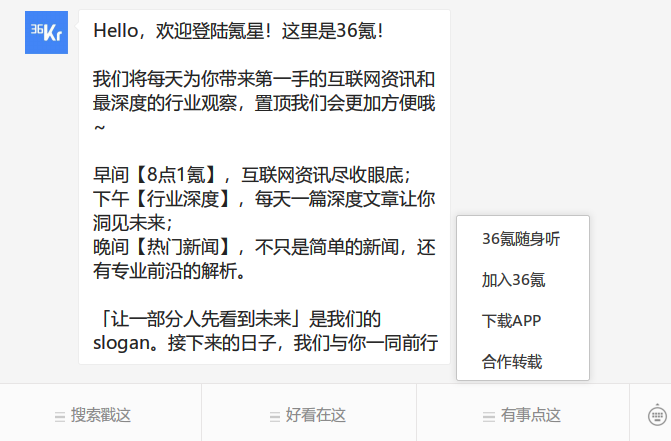 36Kr
Hello，欢迎登陆氪星！这里是36氪！
我们将每天为你带来第一手的互联网资讯和
最深度的行业观察，置顶我们会更加方便哦
~
早间【8点1氪】，互联网资讯尽收眼底；
下午【行业深度】，每天一篇深度文章让你
洞见未来；
晚间【热门新闻】，不只是简单的新闻，还
有专业前沿的解析。
「让一部分人先看到未来」是我们的
slogan。接下来的日子，我们与你一同前行
36氪随身听
加入36氪
下载APP
合作转载
搜索戳这
好看在这
有事点这